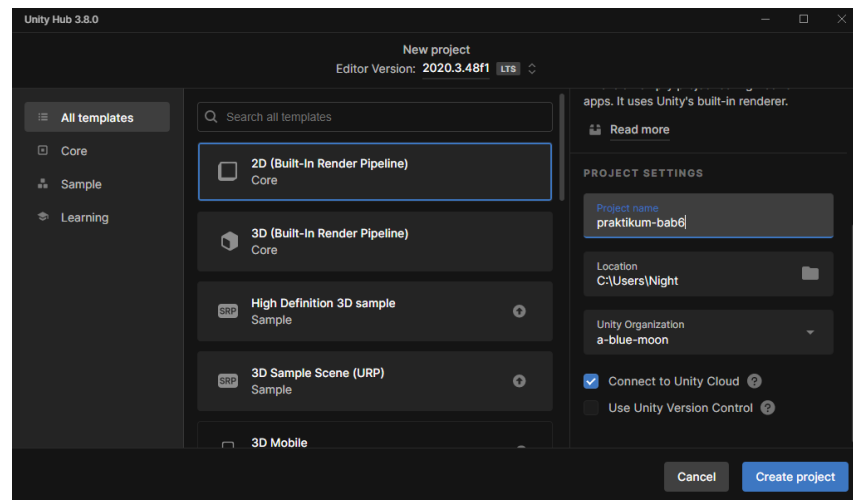 Unity Hub 3.8.0
New project
Editor Version: 2020.3.48f1 LTS
All templates
Core
Sample
Learning
Search all templates
2D (Built-In Render Pipeline)
Core
3D (Built-In Render Pipeline)
Core
SRP
High Definition 3D sample
Sample
SRP
3D Sample Scene (URP)
Sample
3D Mobile
apps. It uses Unity's built-in renderer.
Read more
PROJECT SETTINGS
Project name
praktikum-bab6
Location
C:\Users\Night
Unity Organization
a-blue-moon
Connect to Unity Cloud ?
Use Unity Version Control ?
Cancel
Create project